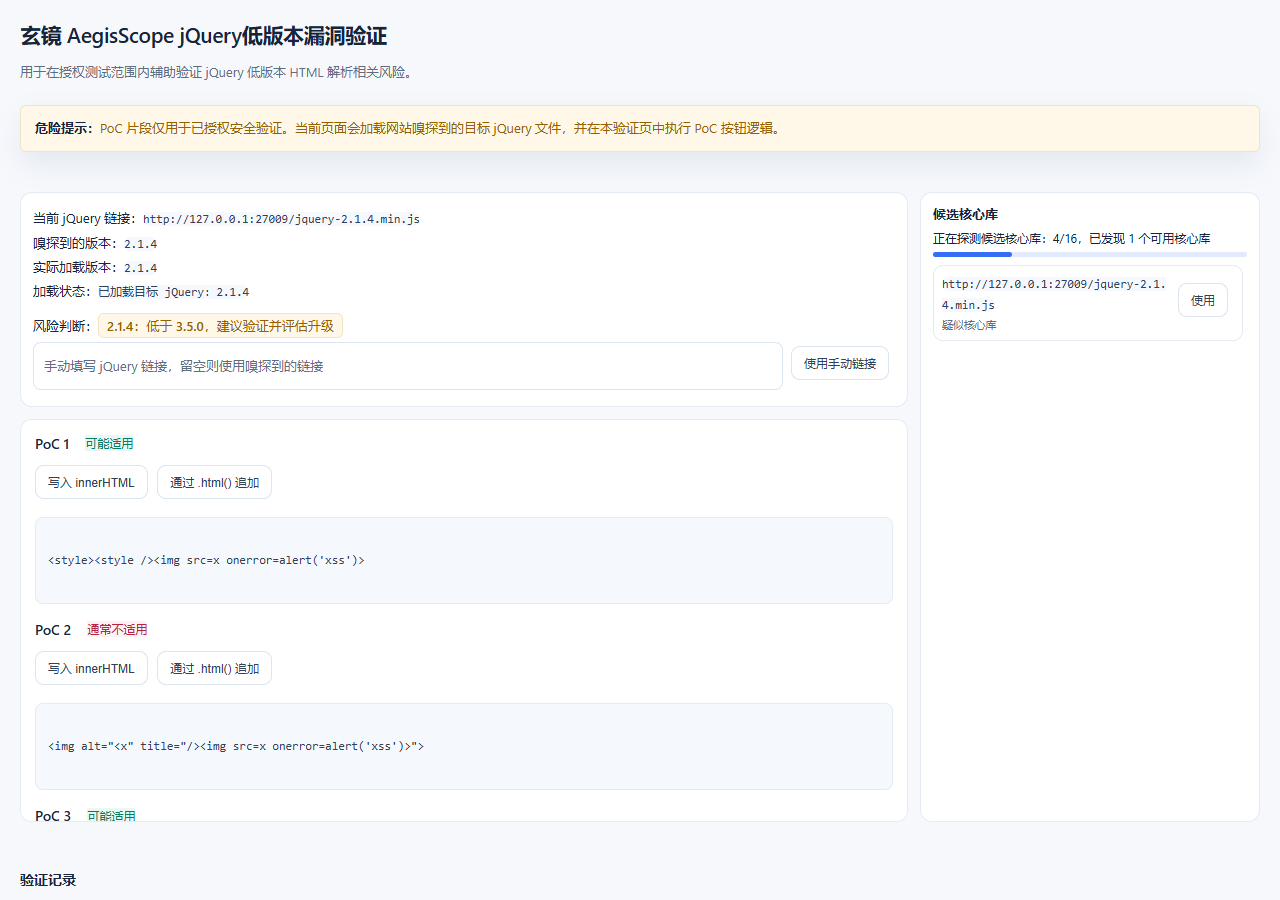 玄镜 AegisScope jQuery低版本漏洞验证
用于在授权测试范围内辅助验证 jQuery 低版本 HTML 解析相关风险。
危险提示：PoC 片段仅用于已授权安全验证。当前页面会加载网站嗅探到的目标 jQuery 文件，并在本验证页中执行 PoC 按钮逻辑。
当前 jQuery 链接：http://127.0.0.1:27009/jquery-2.1.4.min.js
嗅探到的版本：2.1.4
实际加载版本：2.1.4
加载状态：已加载目标 jQuery: 2.1.4
风险判断：2.1.4：低于 3.5.0，建议验证并评估升级
手动填写 jQuery 链接，留空则使用嗅探到的链接
使用手动链接
PoC 1 可能适用
写入 innerHTML 通过 .html() 追加
<style><style /><img src=x onerror=alert('xss')>
PoC 2 通常不适用
写入 innerHTML 通过 .html() 追加
<img alt="<x" title="/><img src=x onerror=alert('xss')>">
PoC 3 可能适用
候选核心库
正在探测候选核心库：4/16，已发现 1 个可用核心库
http://127.0.0.1:27009/jquery-2.1.
4.min.js
使用
疑似核心库
验证记录